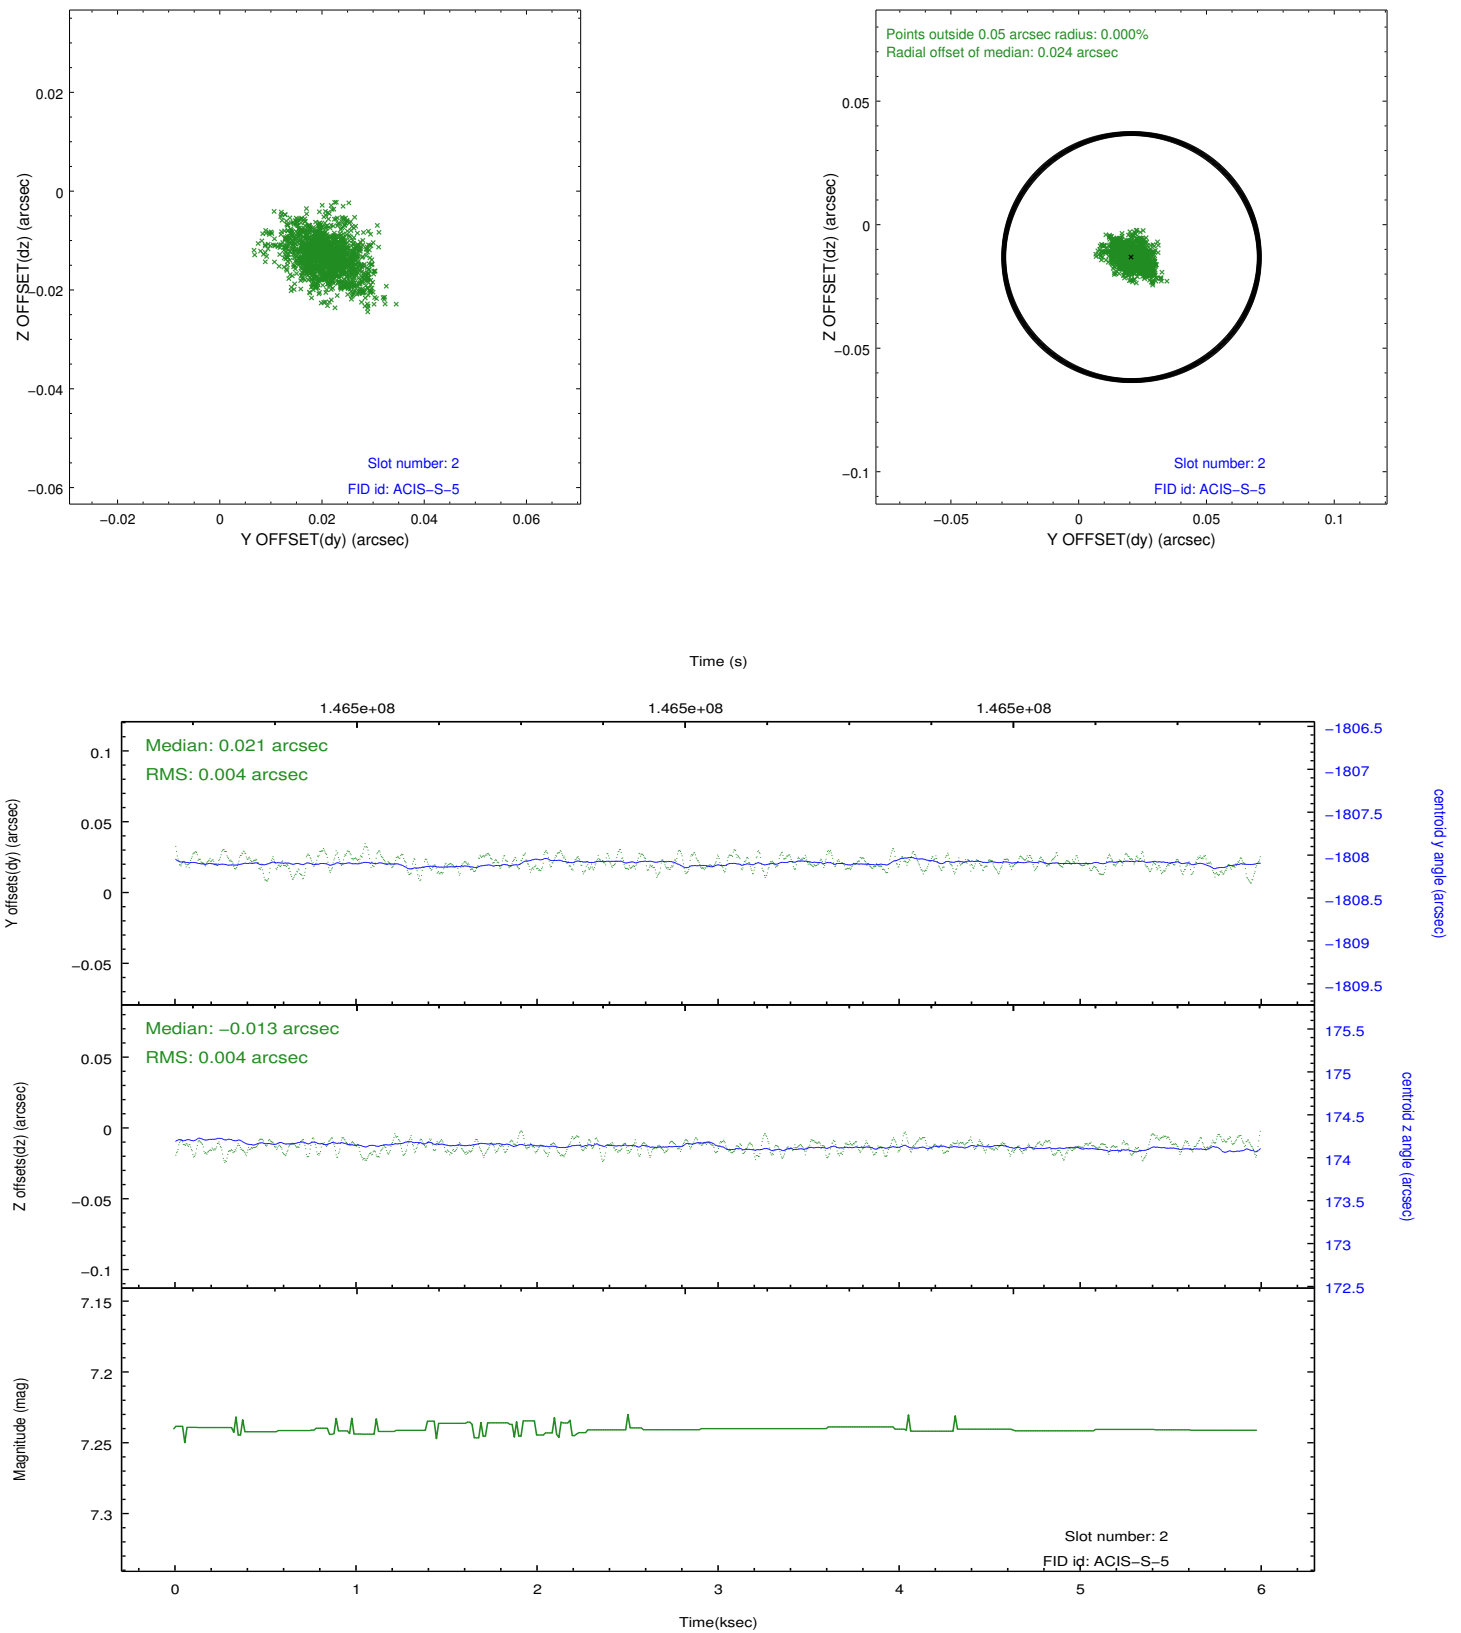 0.02
0
−0.02
−0.04
−0.06
Z OFFSET(dz) (arcsec)
Slot number: 2
FID id: ACIS−S−5
−0.02 0 0.02 0.04 0.06
Y OFFSET(dy) (arcsec)
Points outside 0.05 arcsec radius: 0.000%
Radial offset of median: 0.024 arcsec
0.05
0
−0.05
−0.1
Z OFFSET(dz) (arcsec)
Slot number: 2
FID id: ACIS−S−5
−0.05 0 0.05 0.1
Y OFFSET(dy) (arcsec)
Time (s)
1.465e+08 1.465e+08 1.465e+08
Median: 0.021 arcsec
RMS: 0.004 arcsec
0.1
0.05
0
−0.05
Y offsets(dy) (arcsec)
−1806.5
−1807
−1807.5
−1808
−1808.5
−1809
−1809.5
centroid y angle (arcsec)
Median: −0.013 arcsec
RMS: 0.004 arcsec
0.05
0
−0.05
−0.1
Z offsets(dz) (arcsec)
175.5
175
174.5
174
173.5
173
172.5
centroid z angle (arcsec)
7.15
7.2
7.25
7.3
Magnitude (mag)
Slot number: 2
FID id: ACIS−S−5
0 1 2 3 4 5 6
Time(ksec)